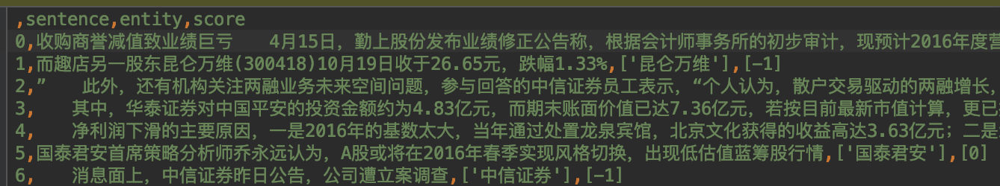 ,sentence,entity,score
0,收购商誉减值致业绩巨亏　　4月15日，勤上股份发布业绩修正公告称，根据会计师事务所的初步审计，现预计2016年度营
1,而趣店另一股东昆仑万维(300418)10月19日收于26.65元，跌幅1.33%,['昆仑万维'],[-1]
2,”　　此外，还有机构关注两融业务未来空间问题，参与回答的中信证券员工表示，“个人认为，散户交易驱动的两融增长，
3,　　其中，华泰证券对中国平安的投资金额约为4.83亿元，而期末账面价值已达7.36亿元，若按目前最新市值计算，更已
4,　　净利润下滑的主要原因，一是2016年的基数太大，当年通过处置龙泉宾馆，北京文化获得的收益高达3.63亿元；二是
5,国泰君安首席策略分析师乔永远认为，A股或将在2016年春季实现风格切换，出现低估值蓝筹股行情,['国泰君安'],[0]
6,　　消息面上，中信证券昨日公告，公司遭立案调查,['中信证券'],[-1]